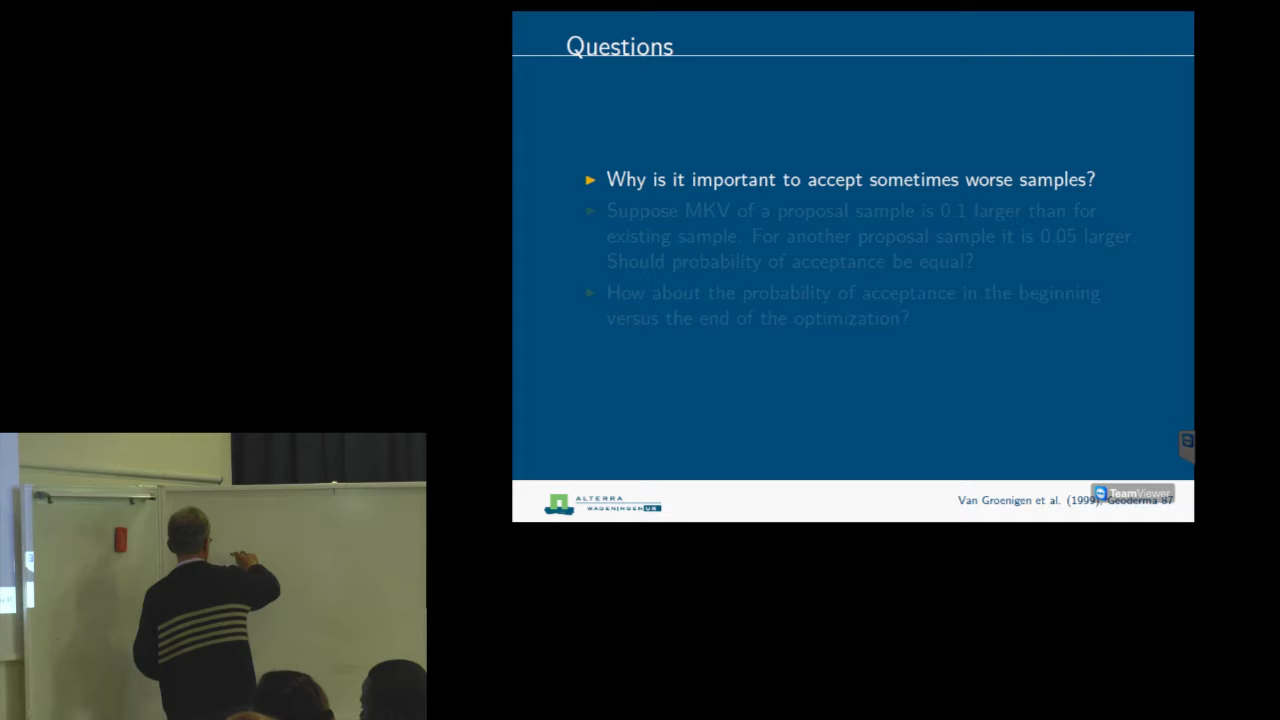 Questions
Why is it important to accept sometimes worse samples?
Suppose MKV of a proposal sample is 0.1 larger than for
existing sample. For another proposal sample it is 0.05 larger.
Should probability of acceptance be equal?
How about the probability of acceptance in the beginning
versus the end of the optimization?
ALTERRA
WAGENINGEN UR
Van Groenigen et al. (1999), Geoderma 87
TeamViewer